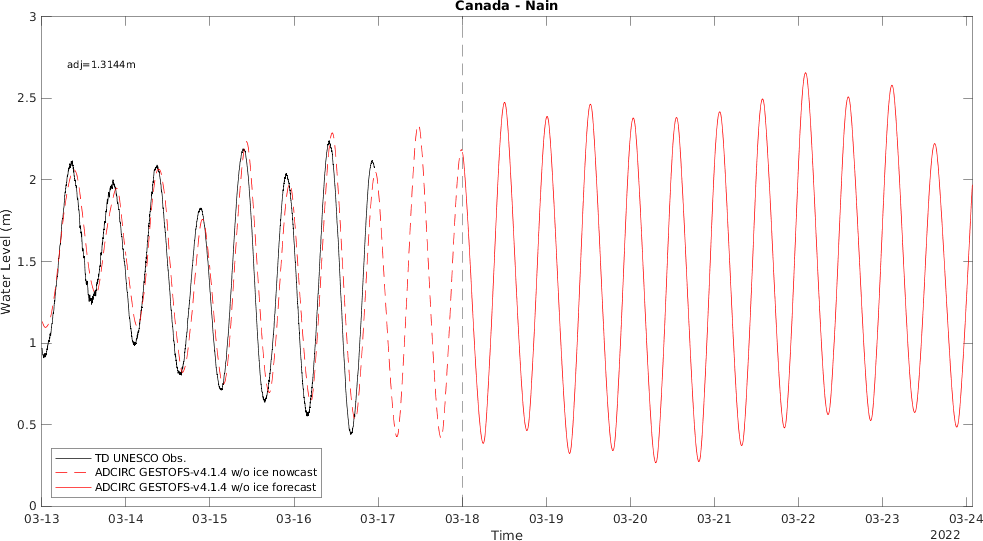 Canada - Nain
3
adj=1.3144m
2.5
2
1.5
1
0.5
0
Water Level (m)
TD UNESCO Obs.
ADCIRC GESTOFS-v4.1.4 w/o ice nowcast
ADCIRC GESTOFS-v4.1.4 w/o ice forecast
03-13 03-14 03-15 03-16 03-17 03-18 03-19 03-20 03-21 03-22 03-23 03-24
Time
2022